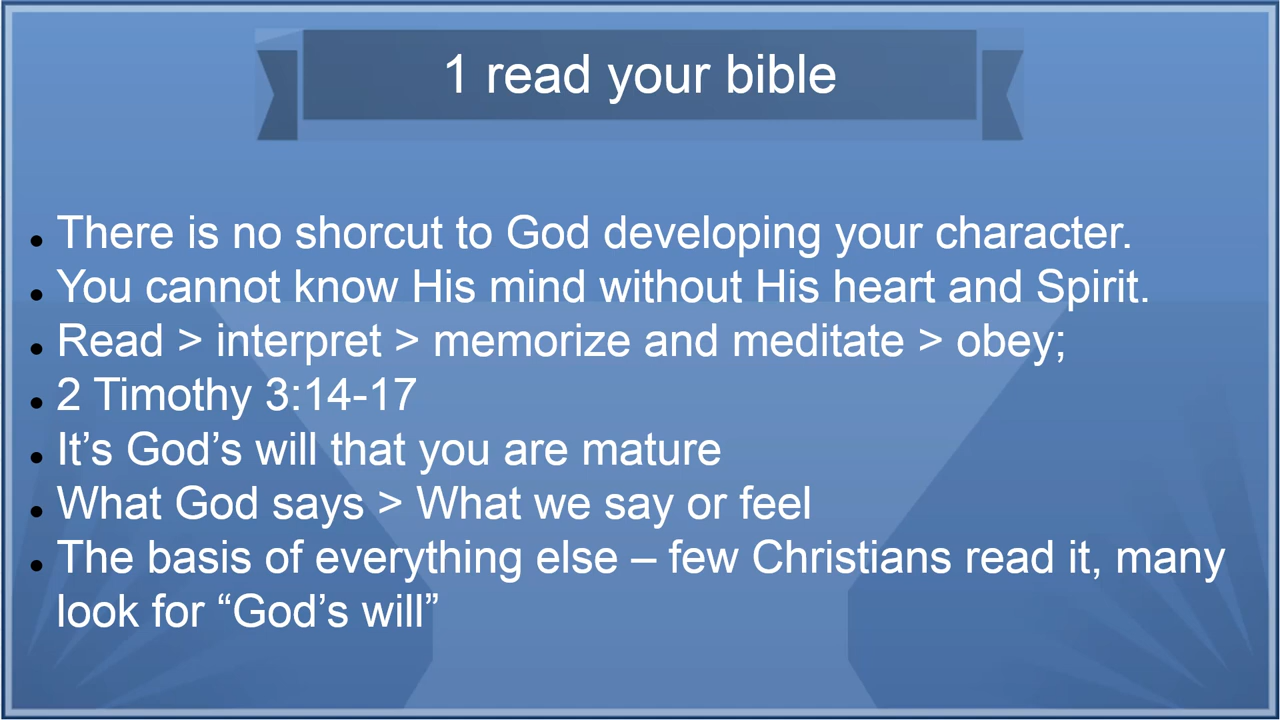 1 read your bible
There is no shorcut to God developing your character.
You cannot know His mind without His heart and Spirit.
Read > interpret > memorize and meditate > obey;
2 Timothy 3:14-17
It’s God’s will that you are mature
What God says > What we say or feel
The basis of everything else – few Christians read it, many
look for “God’s will”